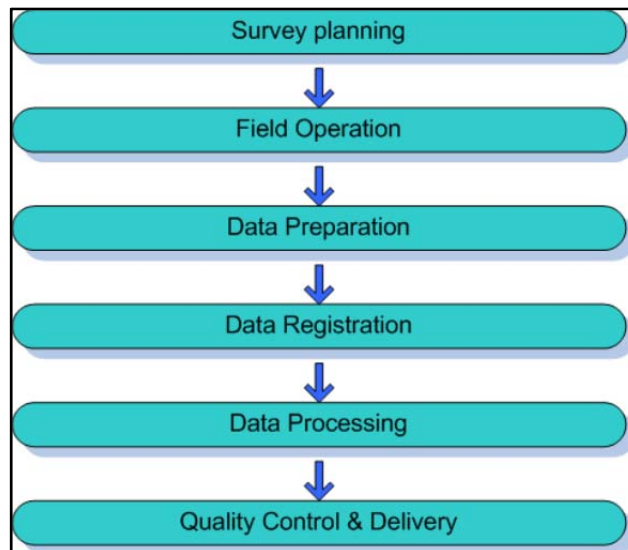 Survey planning
Field Operation
Data Preparation
Data Registration
Data Processing
Quality Control & Delivery